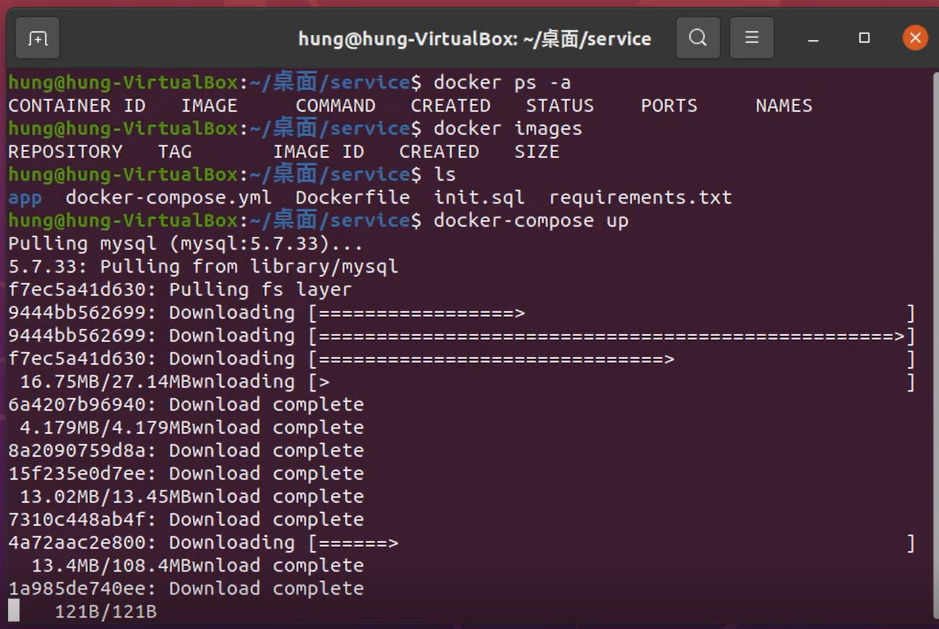 hung@hung-VirtualBox: ~/桌面/service
hung@hung-VirtualBox:~/桌面/service$ docker ps -a
CONTAINER ID   IMAGE     COMMAND   CREATED   STATUS    PORTS     NAMES
hung@hung-VirtualBox:~/桌面/service$ docker images
REPOSITORY   TAG       IMAGE ID   CREATED   SIZE
hung@hung-VirtualBox:~/桌面/service$ ls
app  docker-compose.yml  Dockerfile  init.sql  requirements.txt
hung@hung-VirtualBox:~/桌面/service$ docker-compose up
Pulling mysql (mysql:5.7.33)...
5.7.33: Pulling from library/mysql
f7ec5a41d630: Pulling fs layer
9444bb562699: Downloading [=================>                                 ]
9444bb562699: Downloading [==================================================>]
f7ec5a41d630: Downloading [==============================>                    ]
 16.75MB/27.14MBwnloading [>                                                  ]
6a4207b96940: Download complete
 4.179MB/4.179MBwnload complete
8a2090759d8a: Download complete
15f235e0d7ee: Download complete
 13.02MB/13.45MBwnload complete
7310c448ab4f: Download complete
4a72aac2e800: Downloading [======>                                            ]
  13.4MB/108.4MBwnload complete
1a985de740ee: Download complete
    121B/121B